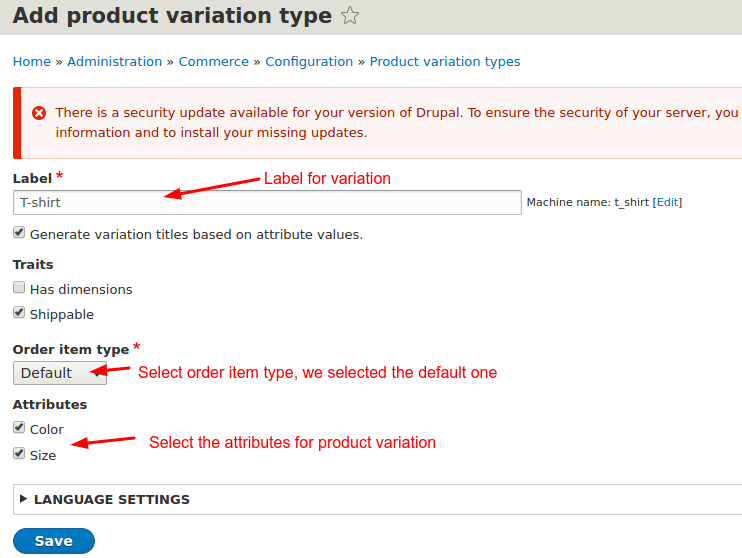 Add product variation type
Home » Administration » Commerce » Configuration » Product variation types
There is a security update available for your version of Drupal. To ensure the security of your server, you
information and to install your missing updates.
Label *
Label for variation
T-shirt
Machine name: t_shirt [Edit]
Generate variation titles based on attribute values.
Traits
Has dimensions
Shippable
Order item type *
Default
Select order item type, we selected the default one
Attributes
Color
Select the attributes for product variation
Size
LANGUAGE SETTINGS
Save